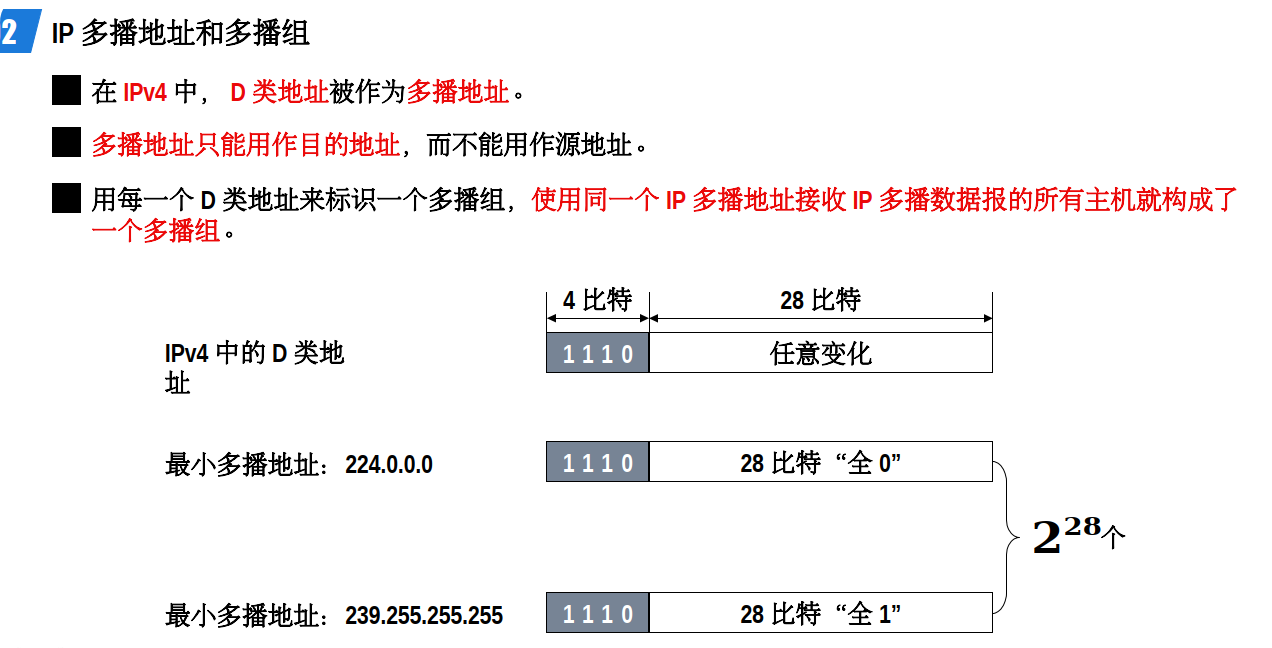 2 IP 多播地址和多播组
在 IPv4 中， D 类地址被作为多播地址。
多播地址只能用作目的地址，而不能用作源地址。
用每一个 D 类地址来标识一个多播组，使用同一个 IP 多播地址接收 IP 多播数据报的所有主机就构成了
一个多播组。
4 比特 28 比特
IPv4 中的 D 类地
址
1 1 1 0 任意变化
最小多播地址：224.0.0.0 1 1 1 0 28 比特“全 0”
2²⁸个
最小多播地址：239.255.255.255 1 1 1 0 28 比特“全 1”